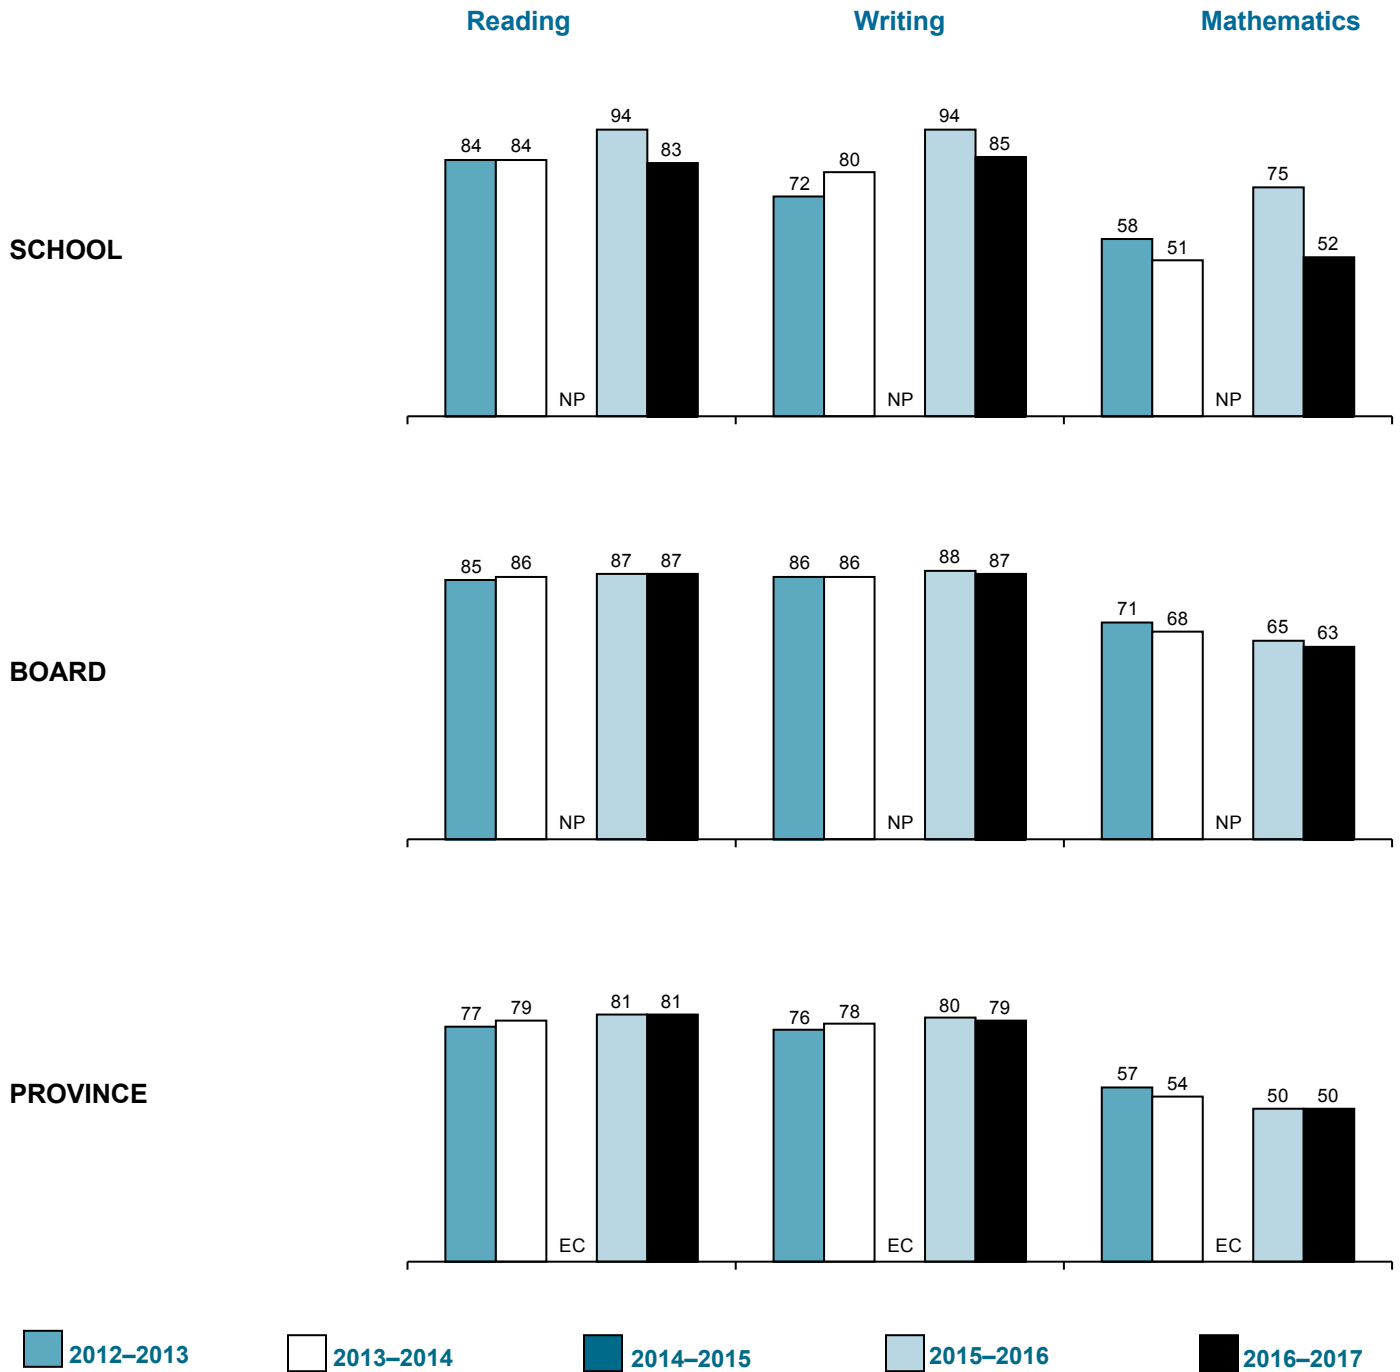 Reading Writing Mathematics
SCHOOL
84 84 NP 94 83
72 80 NP 94 85
58 51 NP 75 52
BOARD
85 86 NP 87 87
86 86 NP 88 87
71 68 NP 65 63
PROVINCE
77 79 EC 81 81
76 78 EC 80 79
57 54 EC 50 50
2012–2013 2013–2014 2014–2015 2015–2016 2016–2017